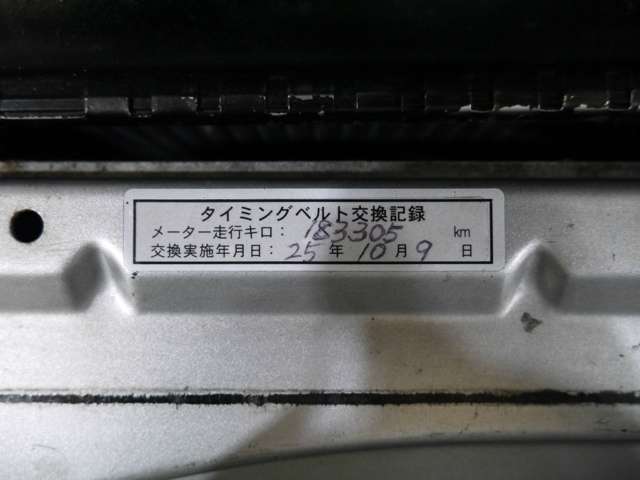 タイミングベルト交換記録
メーター走行キロ： 183305 km
交換実施年月日： 25 年 10 月 9 日